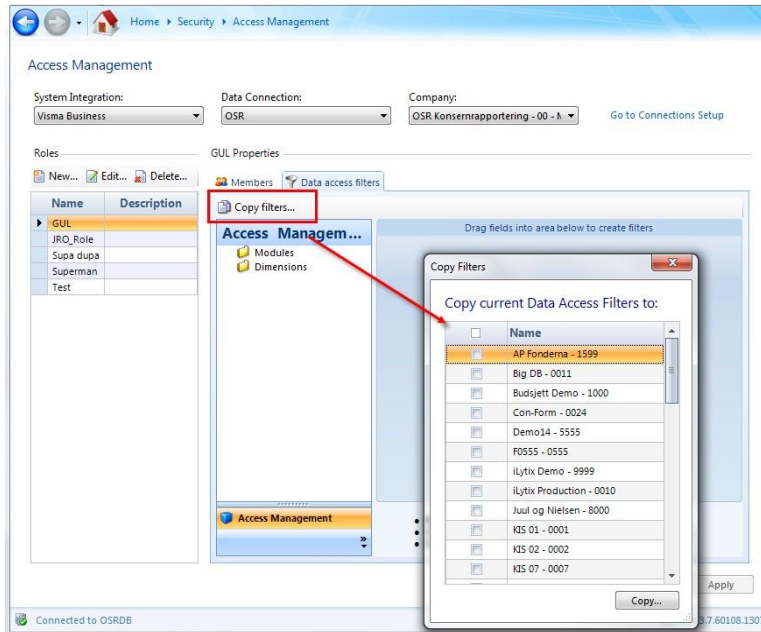 Home ▸ Security ▸ Access Management
Access Management
System Integration:
Data Connection:
Company:
Visma Business
OSR
OSR Konsernrapportering - 00 - N
Go to Connections Setup
Roles
GUL Properties
New... Edit... Delete...
Members
Data access filters
Name Description
Copy filters...
GUL
JRO_Role
Supa dupa
Superman
Test
Access Managem...
Modules
Dimensions
Drag fields into area below to create filters
Copy Filters
Copy current Data Access Filters to:
Name
AP Fonderna - 1599
Big DB - 0011
Budsjett Demo - 1000
Con-Form - 0024
Demo14 - 5555
F0555 - 0555
iLytix Demo - 9999
iLytix Production - 0010
Juul og Nielsen - 8000
KIS 01 - 0001
KIS 02 - 0002
KIS 07 - 0007
Access Management
Copy...
Apply
Connected to OSRDB